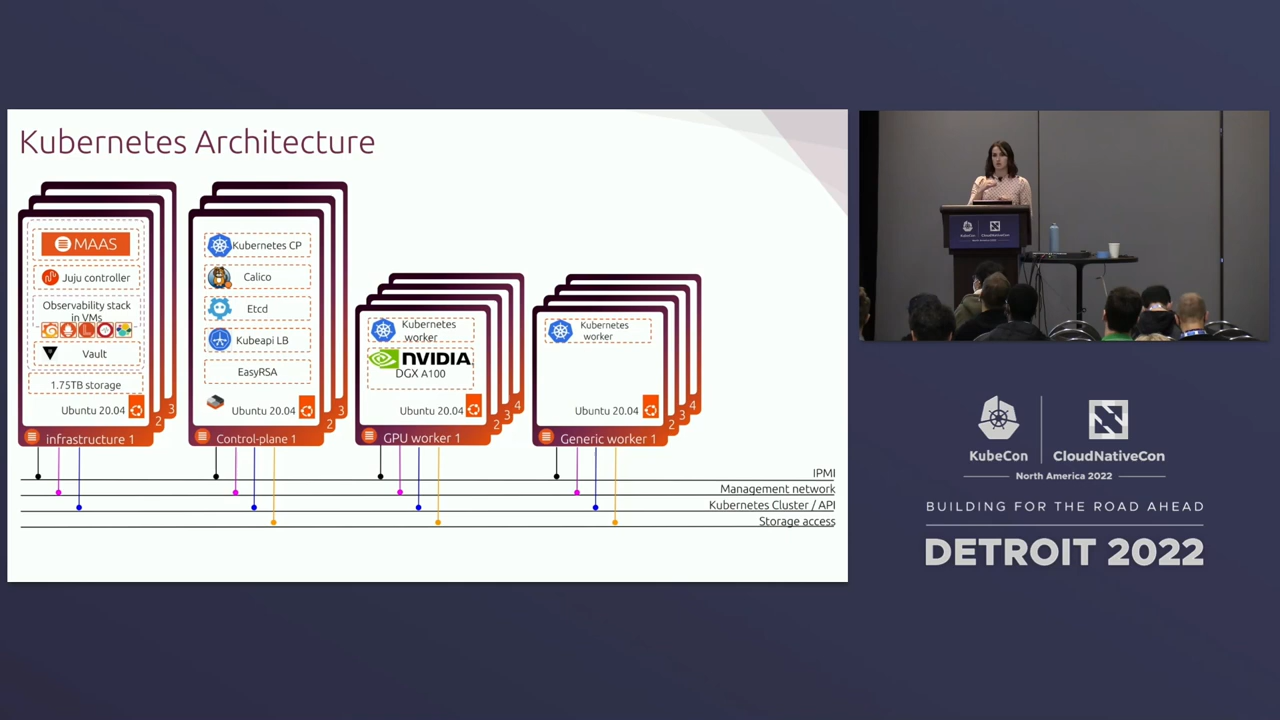 Kubernetes Architecture
MAAS
Juju controller
Observability stack
in VMs
Vault
1.75TB storage
Ubuntu 20.04
infrastructure 1
2
3
Kubernetes CP
Calico
Etcd
Kubeapi LB
EasyRSA
Ubuntu 20.04
Control-plane 1
2
3
Kubernetes
worker
NVIDIA
DGX A100
Ubuntu 20.04
GPU worker 1
2
3
4
Kubernetes
worker
Ubuntu 20.04
Generic worker 1
2
3
4
IPMI
Management network
Kubernetes Cluster / API
Storage access
KubeCon
CloudNativeCon
KubeCon
CloudNativeCon
North America 2022
BUILDING FOR THE ROAD AHEAD
DETROIT 2022